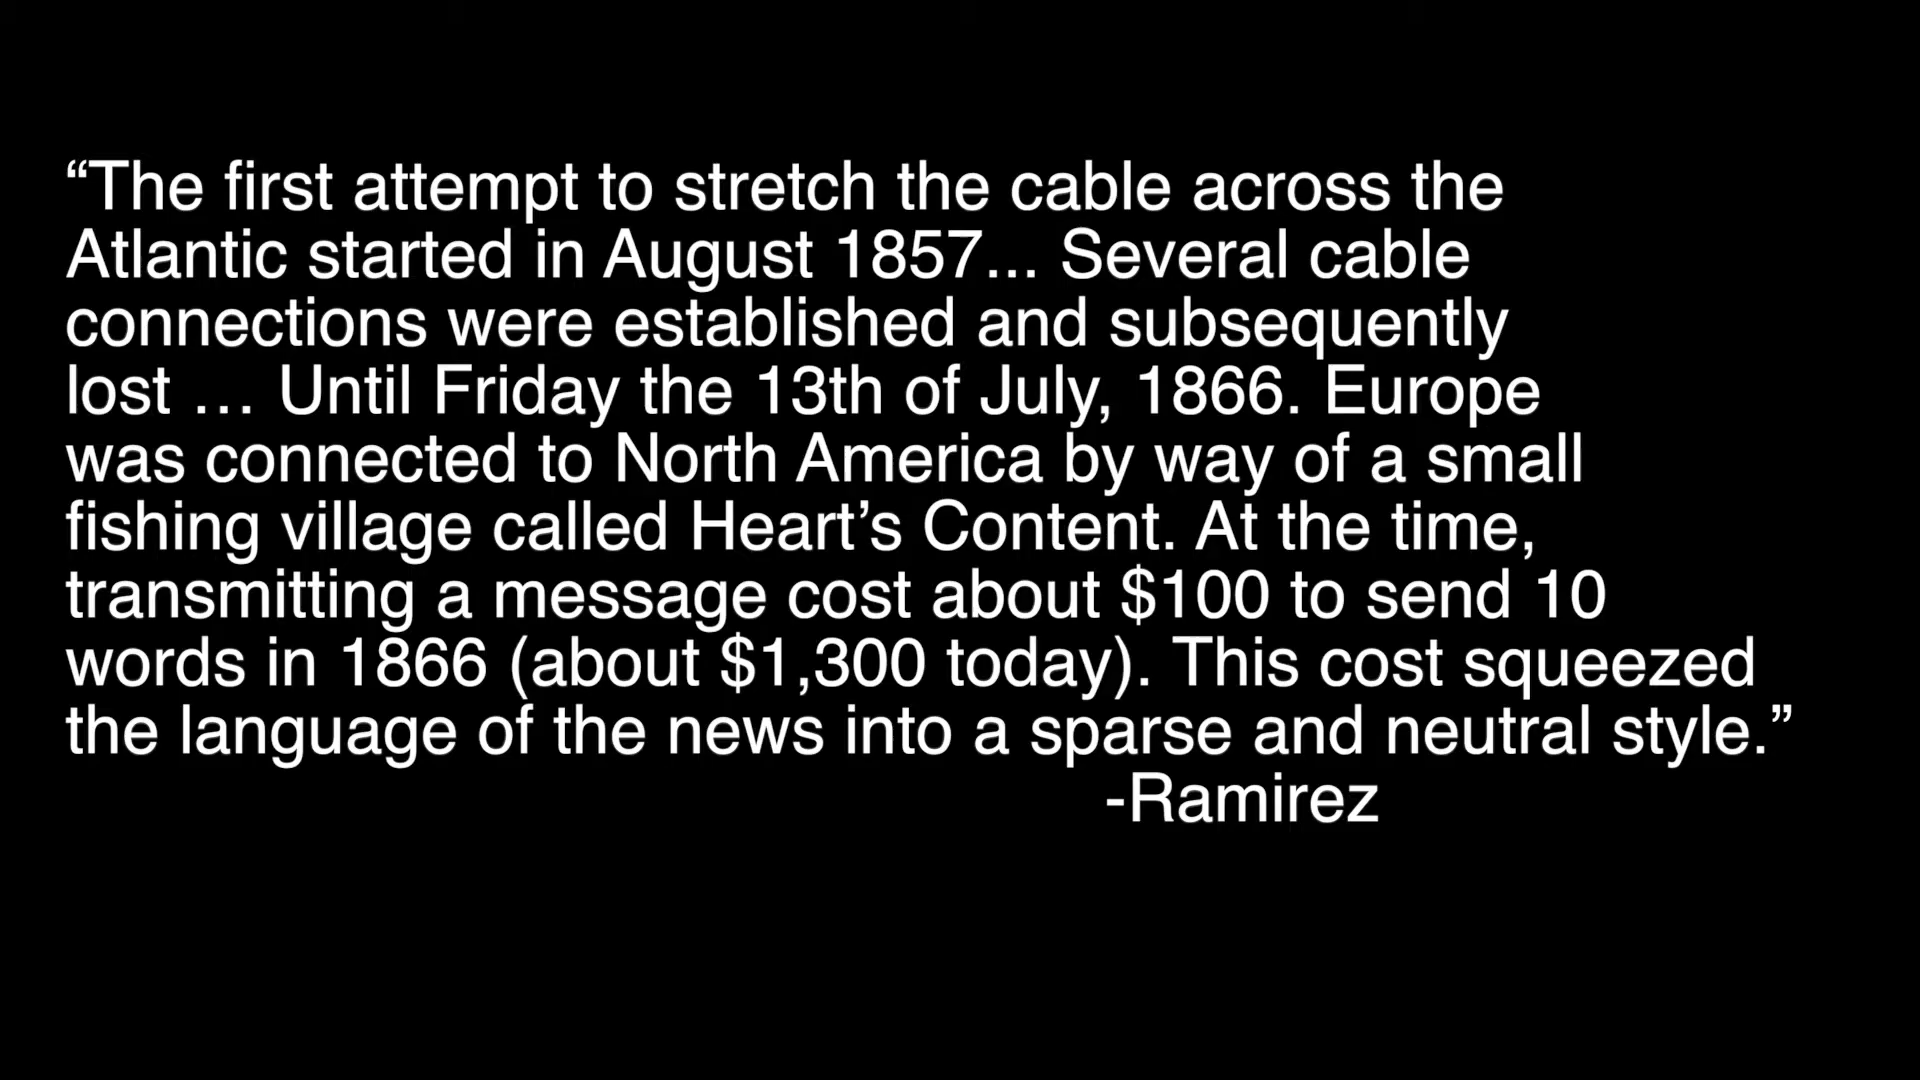 “The first attempt to stretch the cable across the
Atlantic started in August 1857... Several cable
connections were established and subsequently
lost … Until Friday the 13th of July, 1866. Europe
was connected to North America by way of a small
fishing village called Heart’s Content. At the time,
transmitting a message cost about $100 to send 10
words in 1866 (about $1,300 today). This cost squeezed
the language of the news into a sparse and neutral style.”
-Ramirez